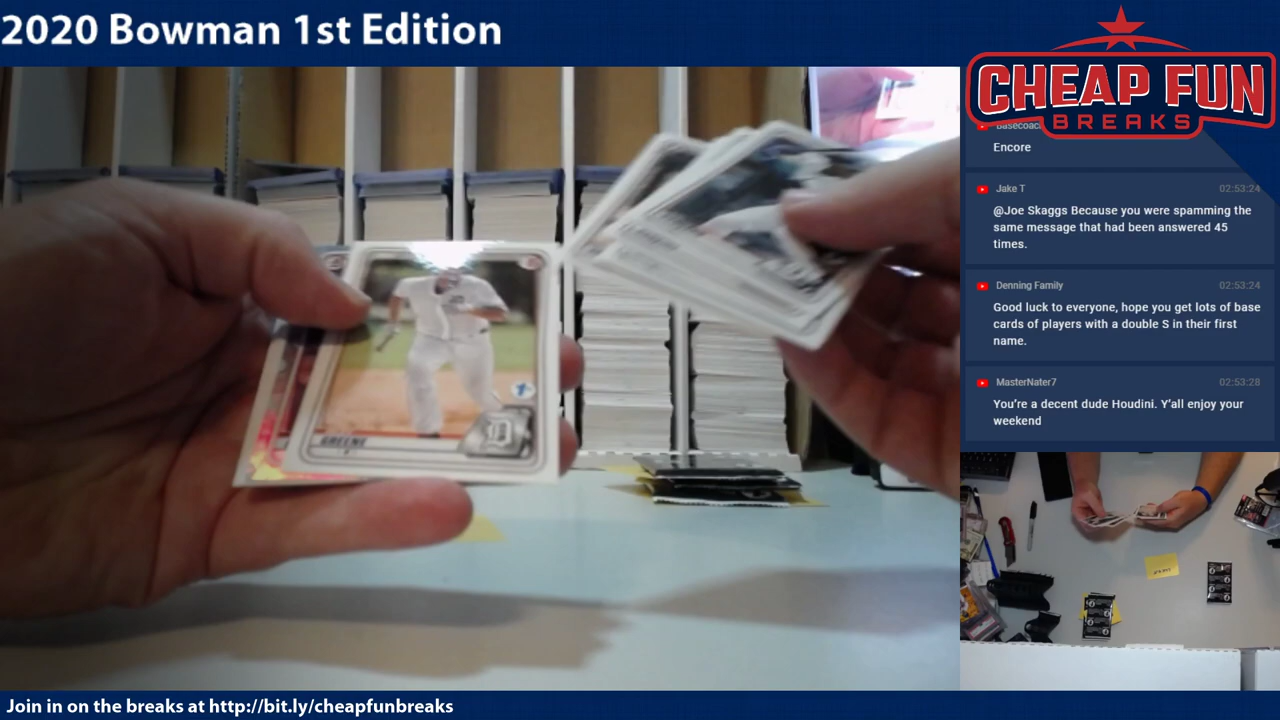 2020 Bowman 1st Edition
CHEAP FUN
BREAKS
Encore
Jake T 02:53:24
@Joe Skaggs Because you were spamming the
same message that had been answered 45
times.
Denning Family 02:53:24
Good luck to everyone, hope you get lots of base
cards of players with a double S in their first
name.
MasterNater7 02:53:28
You're a decent dude Houdini. Y'all enjoy your
weekend
GREENE
Join in on the breaks at http://bit.ly/cheapfunbreaks